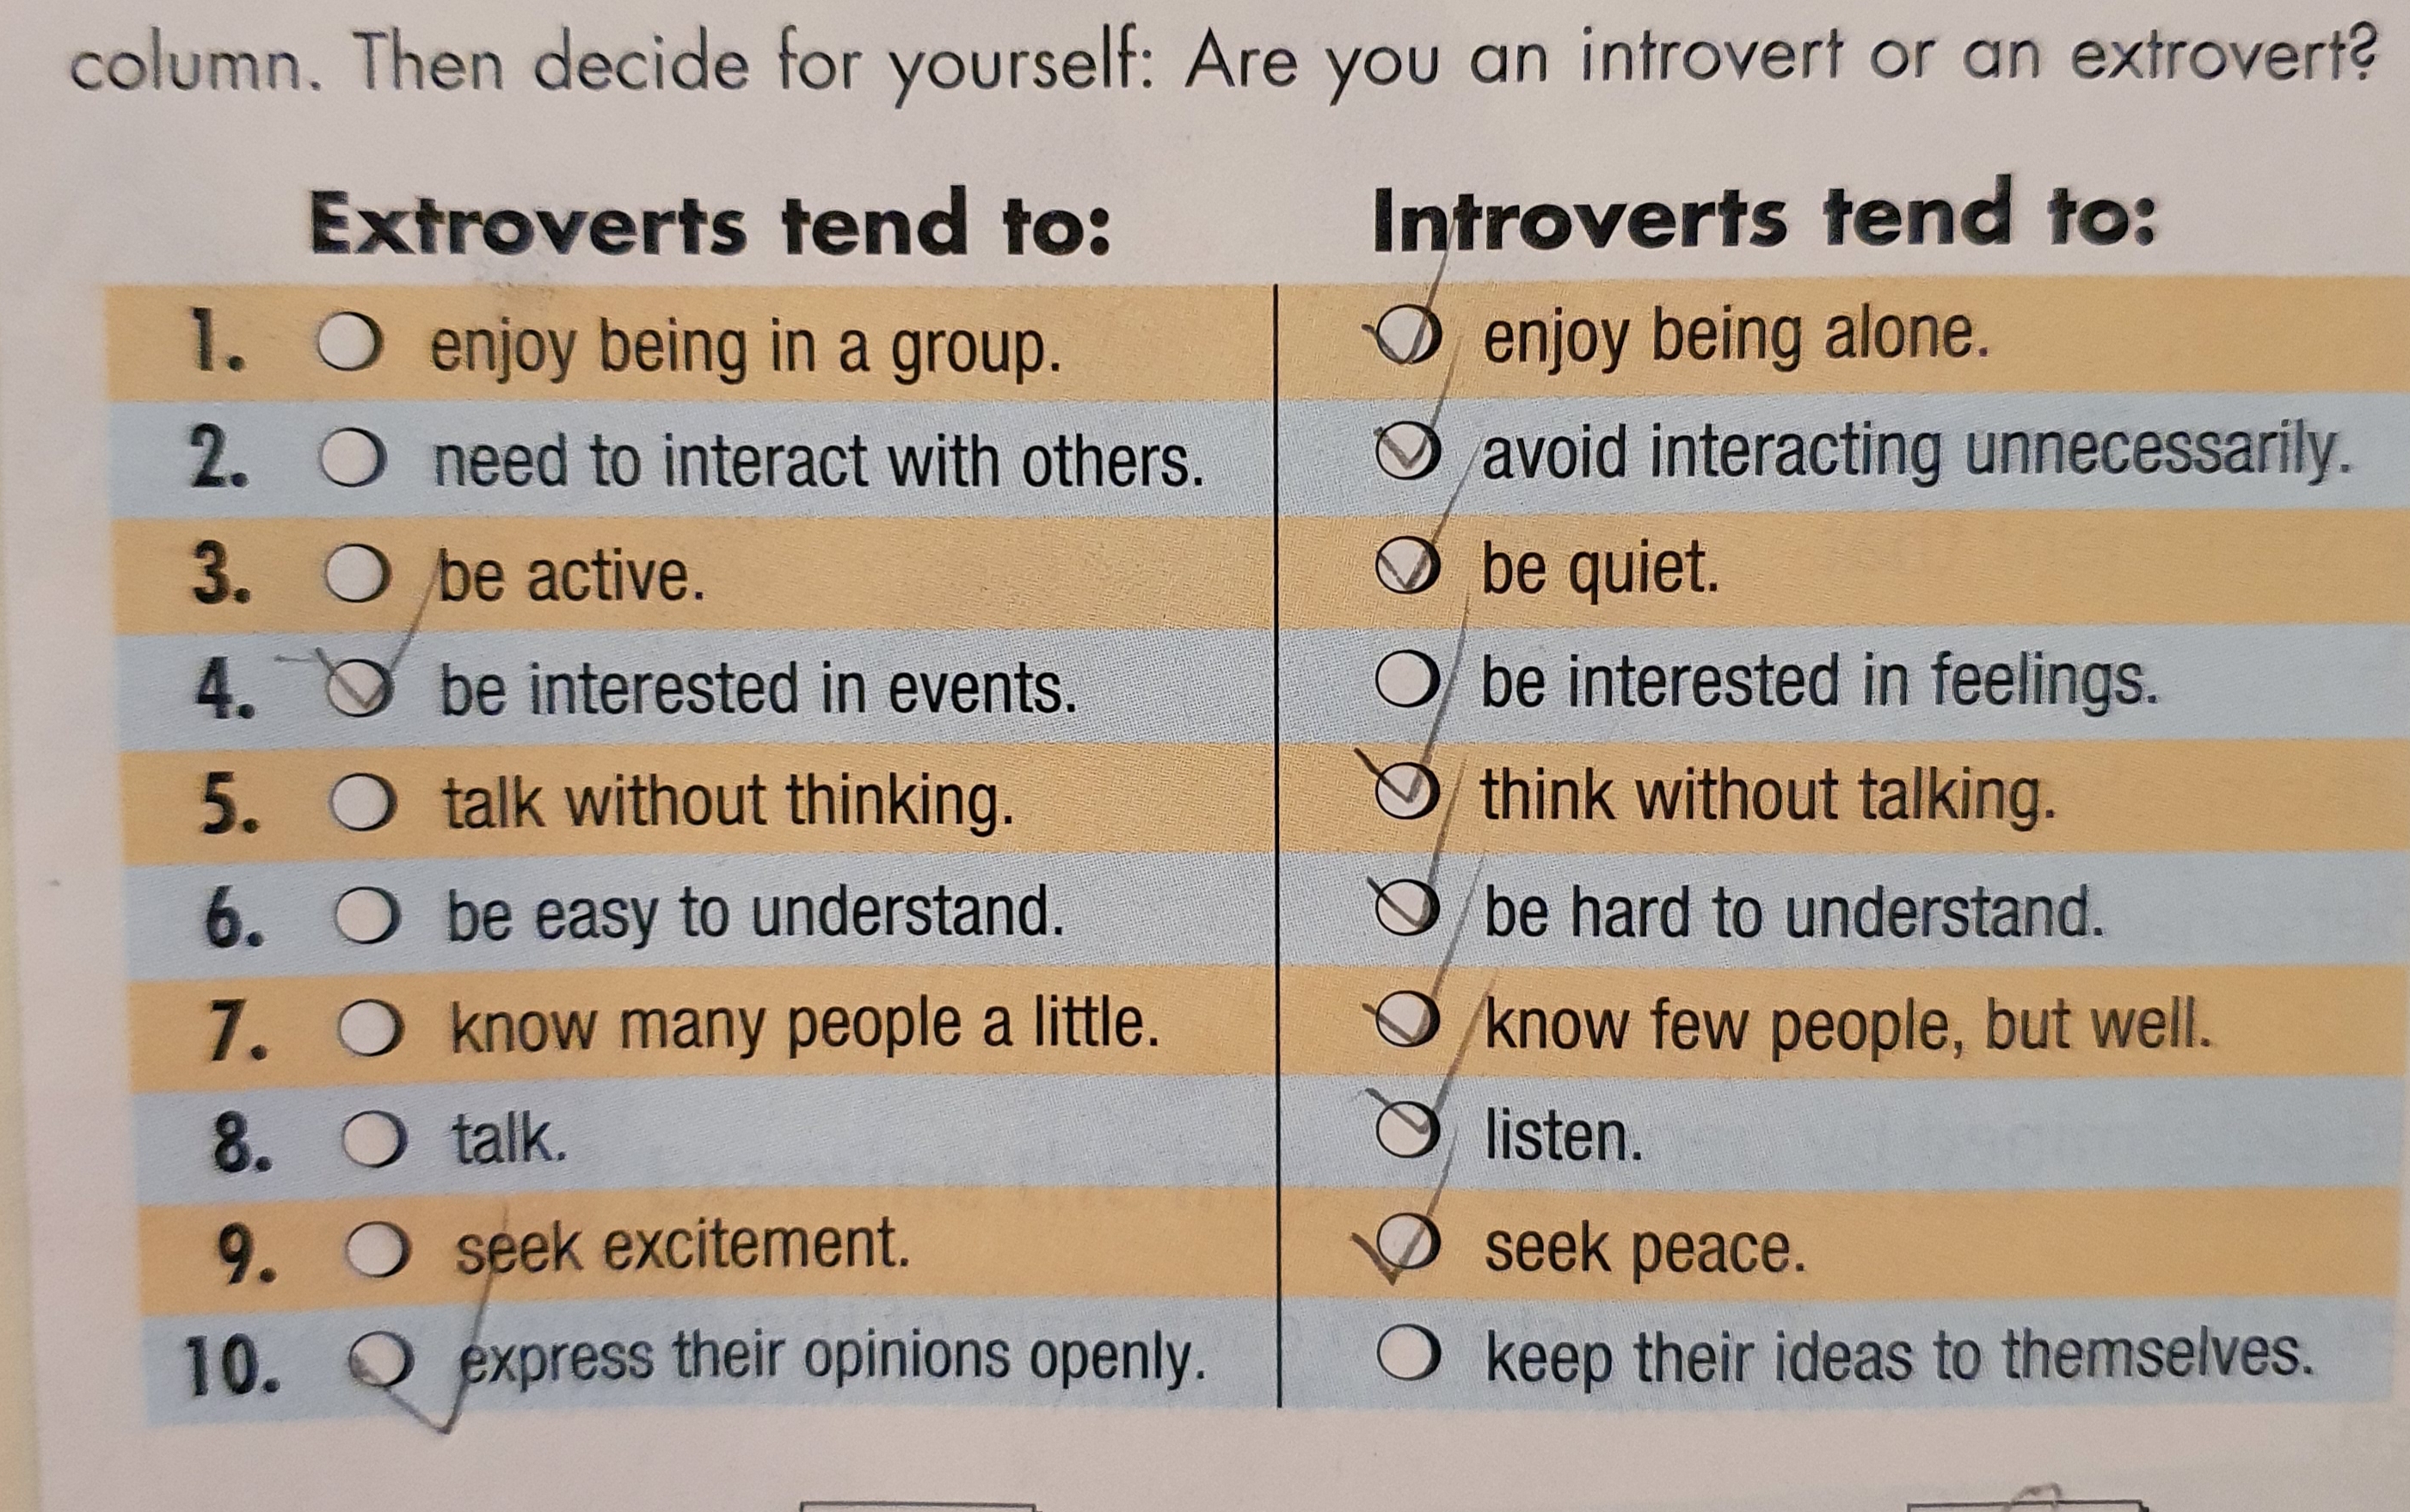 column. Then decide for yourself: Are you an introvert or an extrovert?
Extroverts tend to: Introverts tend to:
1. enjoy being in a group. enjoy being alone.
2. need to interact with others. avoid interacting unnecessarily.
3. be active. be quiet.
4. be interested in events. be interested in feelings.
5. talk without thinking. think without talking.
6. be easy to understand. be hard to understand.
7. know many people a little. know few people, but well.
8. talk. listen.
9. seek excitement. seek peace.
10. express their opinions openly. keep their ideas to themselves.